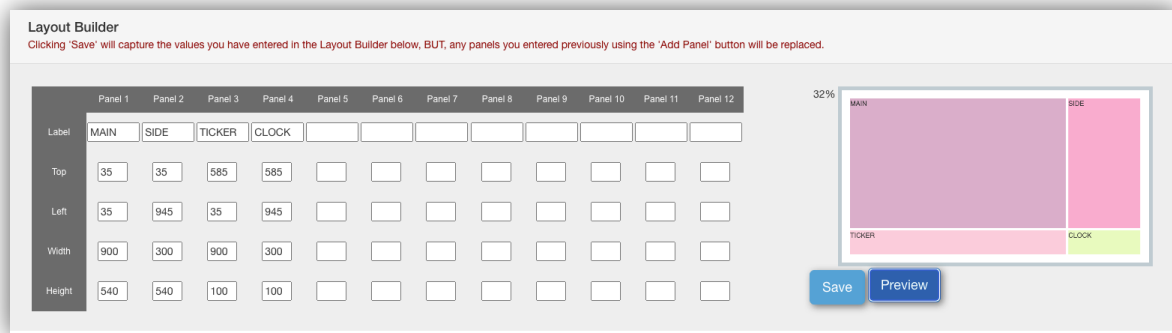 Layout Builder
Clicking 'Save' will capture the values you have entered in the Layout Builder below, BUT, any panels you entered previously using the 'Add Panel' button will be replaced.
Panel 1 Panel 2 Panel 3 Panel 4 Panel 5 Panel 6 Panel 7 Panel 8 Panel 9 Panel 10 Panel 11 Panel 12
Label MAIN SIDE TICKER CLOCK
Top 35 35 585 585
Left 35 945 35 945
Width 900 300 900 300
Height 540 540 100 100
32%
MAIN SIDE
TICKER CLOCK
Save Preview